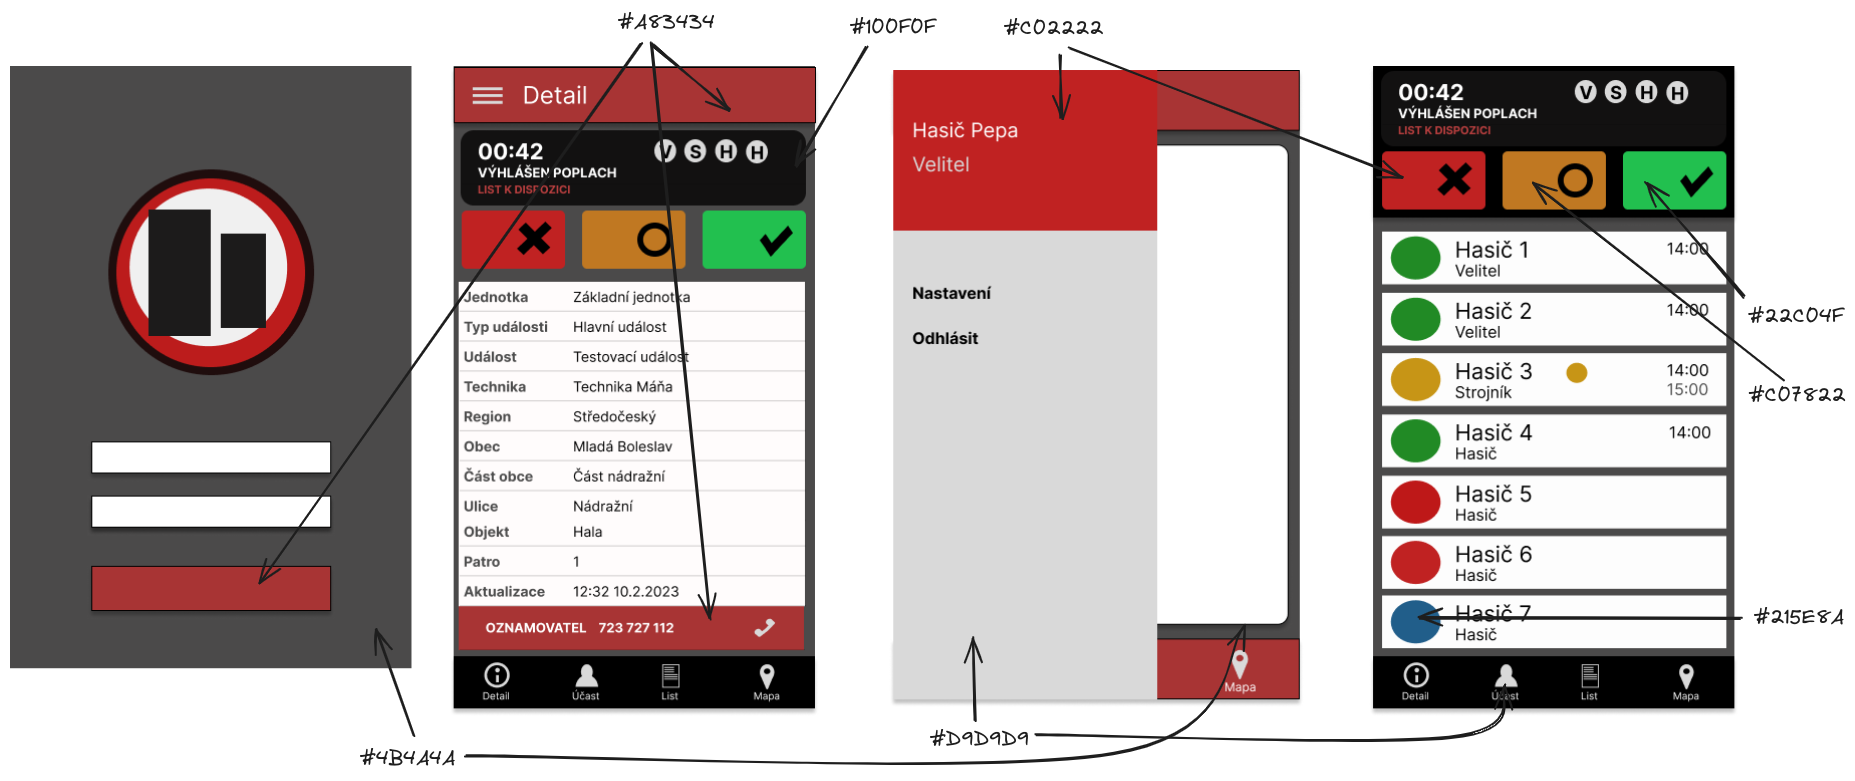 #A83434
#100F0F
#C02222
Detail
00:42
V S H H
VÝHLÁŠEN POPLACH
LIST K DISPOZICI
Jednotka Základní jednotka
Typ události Hlavní událost
Událost Testovací událost
Technika Technika Máňa
Region Středočeský
Obec Mladá Boleslav
Část obce Část nádražní
Ulice Nádražní
Objekt Hala
Patro 1
Aktualizace 12:32 10.2.2023
OZNAMOVATEL 723 727 112
Detail Účast List Mapa
Hasič Pepa
Velitel
Nastavení
Odhlásit
Mapa
00:42
V S H H
VÝHLÁŠEN POPLACH
LIST K DISPOZICI
Hasič 1 14:00
Velitel
Hasič 2 14:00
Velitel
Hasič 3 14:00
Strojník 15:00
Hasič 4 14:00
Hasič
Hasič 5
Hasič
Hasič 6
Hasič
Hasič 7
Hasič
Detail Účast List Mapa
#22C04F
#C07822
#215E8A
#D9D9D9
#4B4A4A